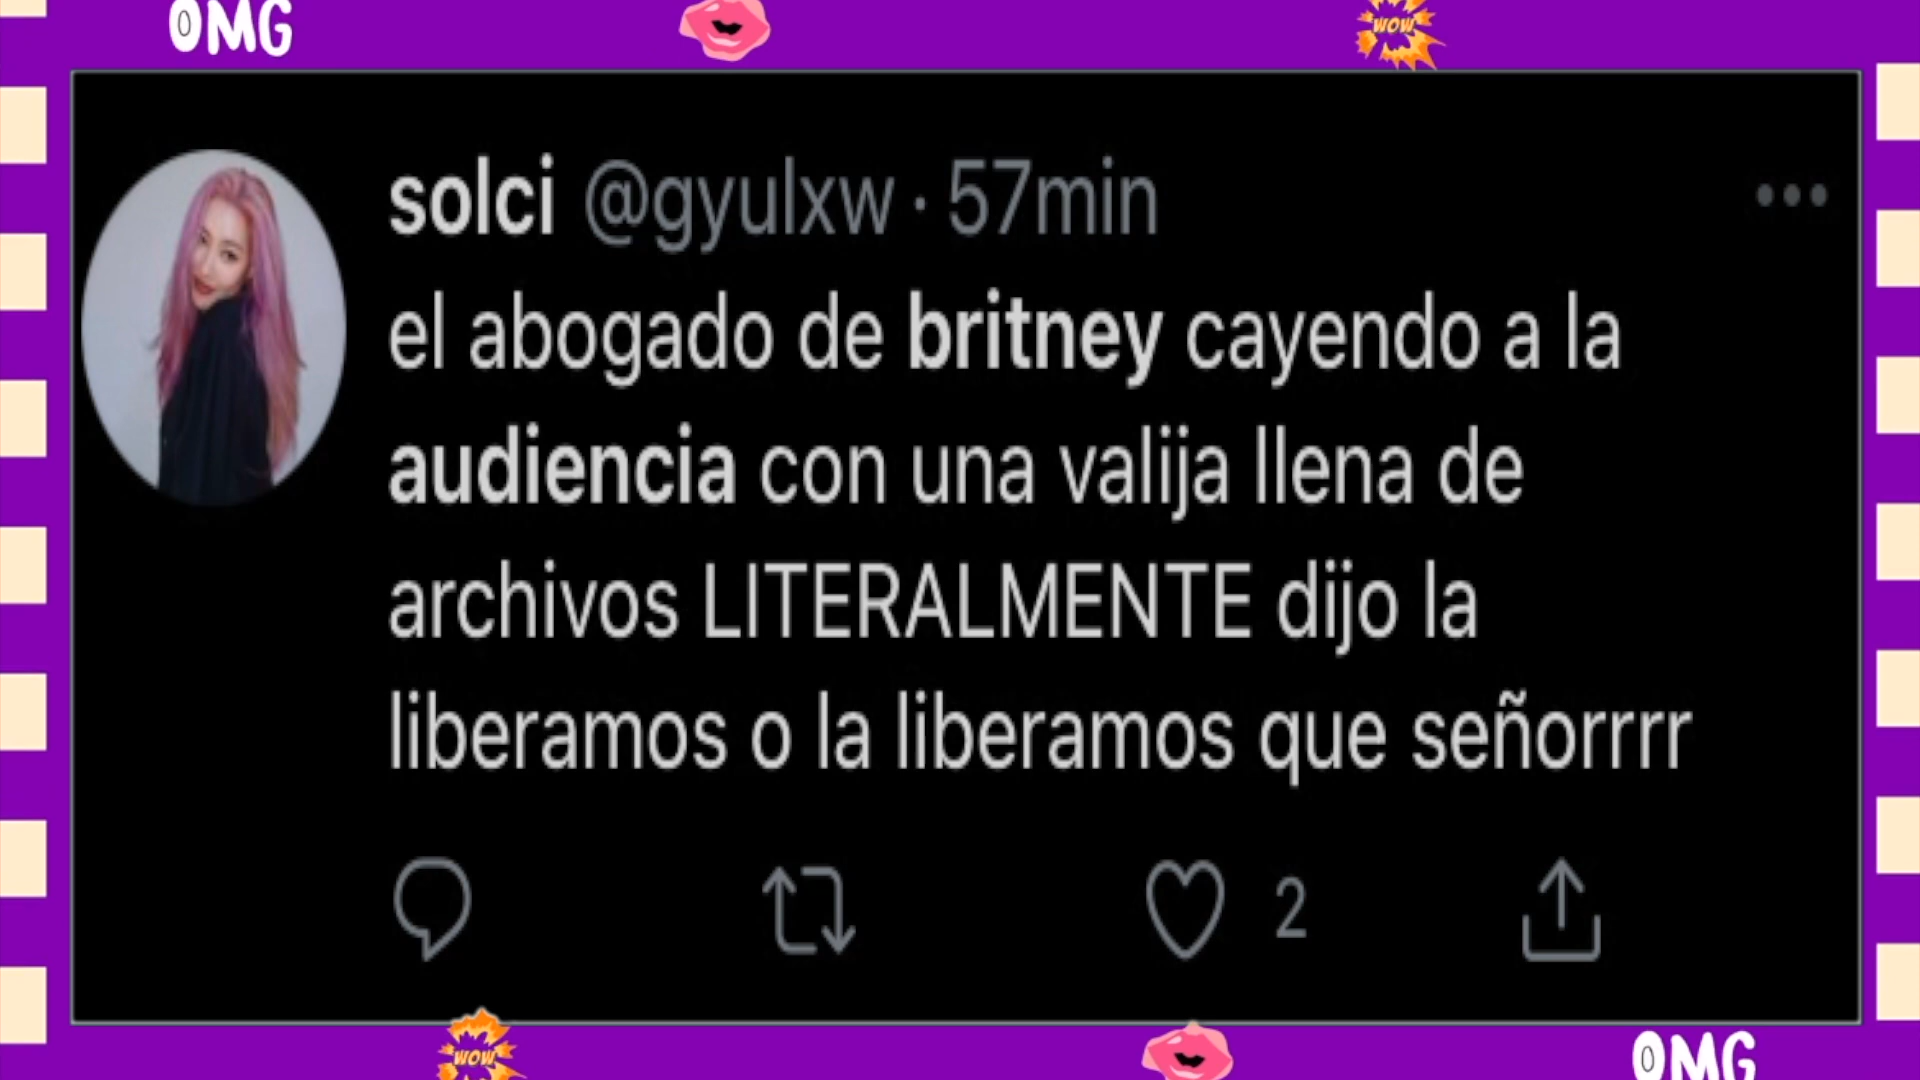 OMG
WOW
solci @gyulxw · 57min
el abogado de britney cayendo a la
audiencia con una valija llena de
archivos LITERALMENTE dijo la
liberamos o la liberamos que señorrrr
2
WOW
OMG